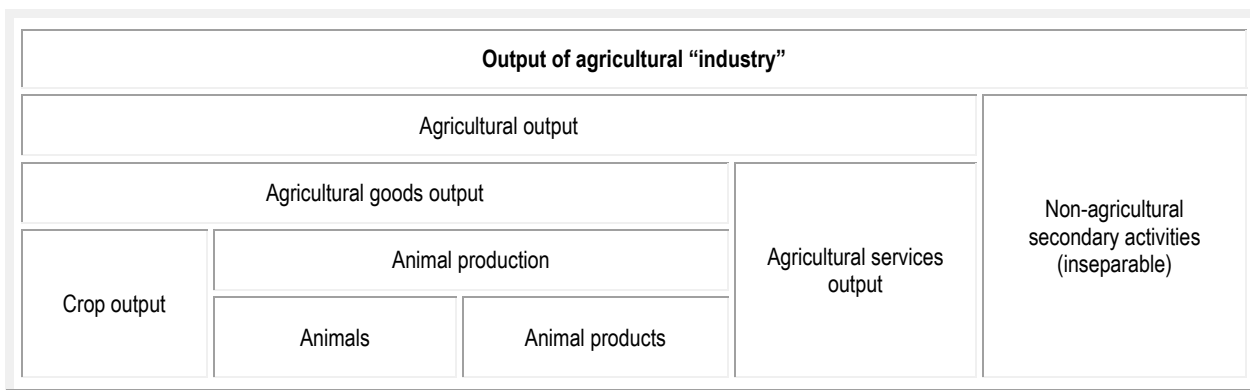 Output of agricultural “industry”
Agricultural output
Non-agricultural
secondary activities
(inseparable)
Agricultural goods output
Agricultural services
output
Crop output
Animal production
Animals
Animal products